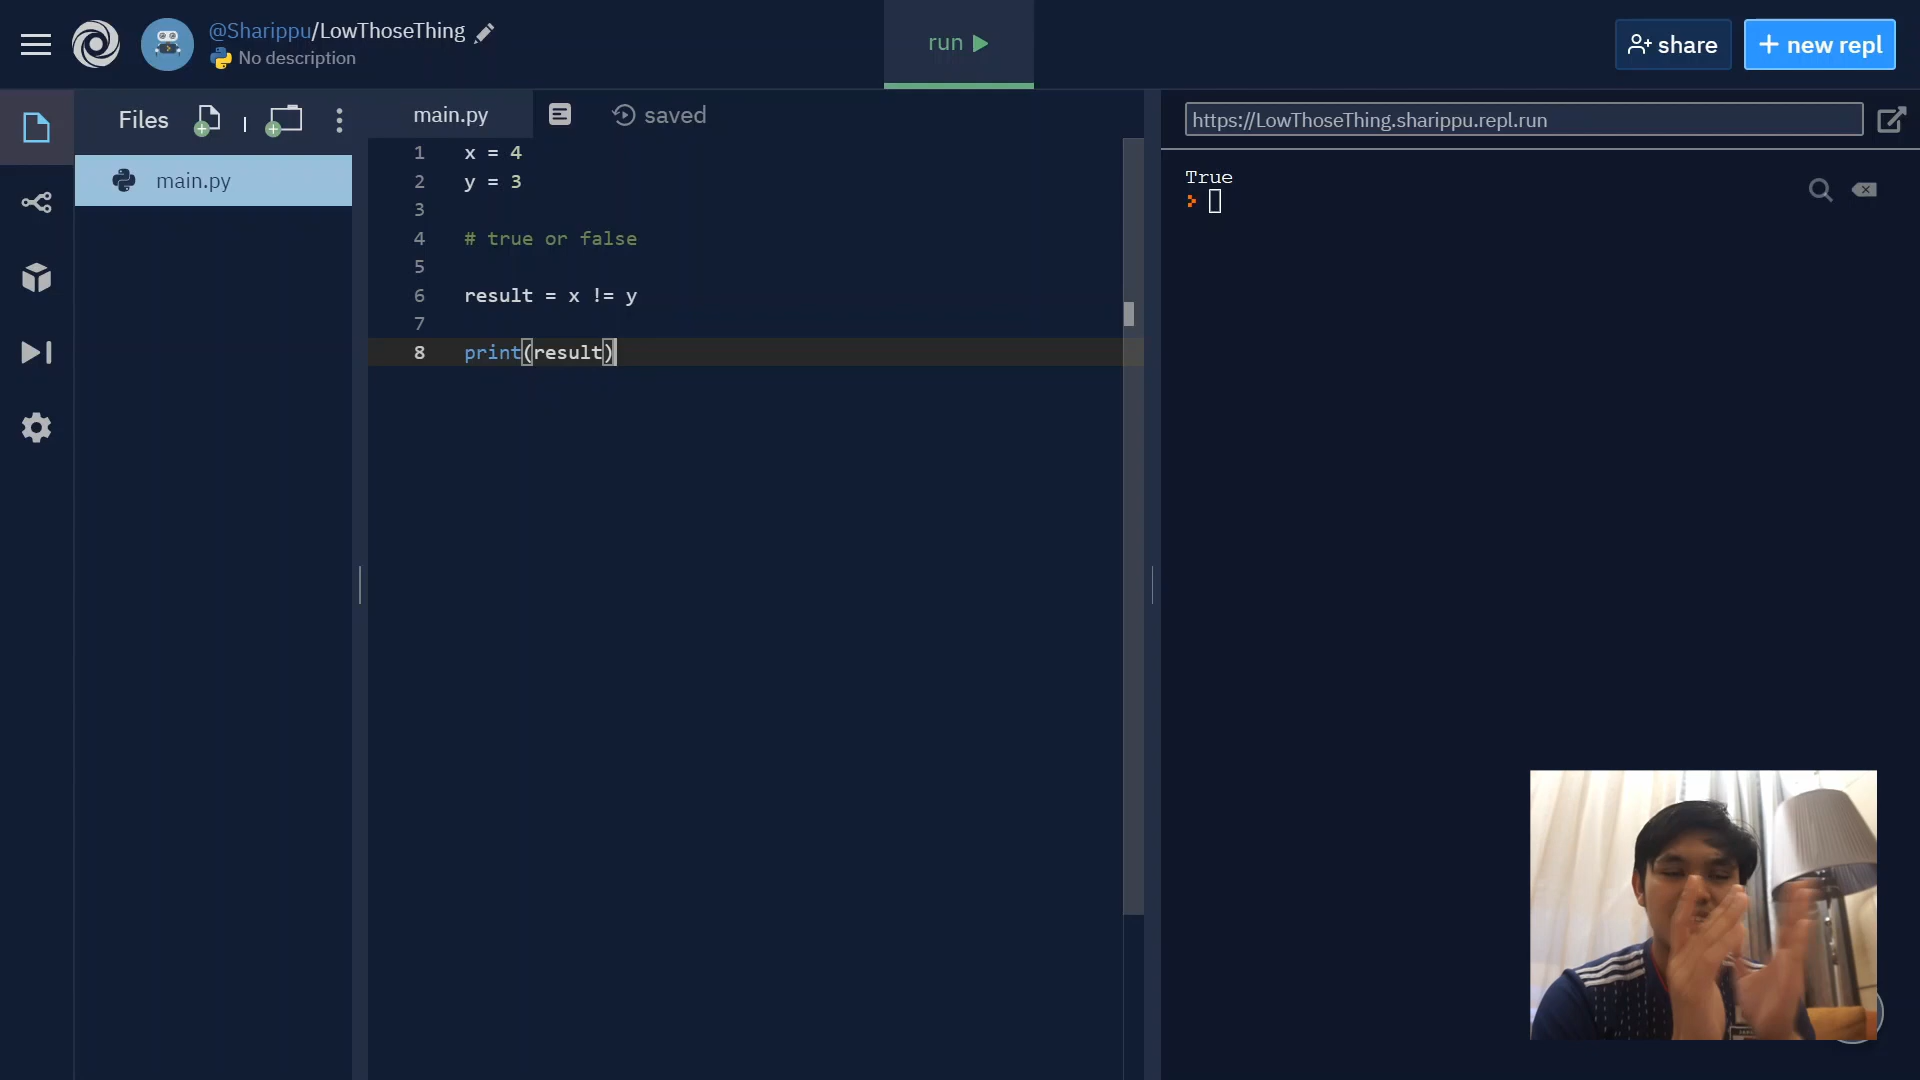 @Sharippu/LowThoseThing
No description
run
share
+ new repl
Files
main.py
saved
https://LowThoseThing.sharippu.repl.run
main.py
1 x = 4
2 y = 3
3
4 # true or false
5
6 result = x != y
7
8 print(result)
True